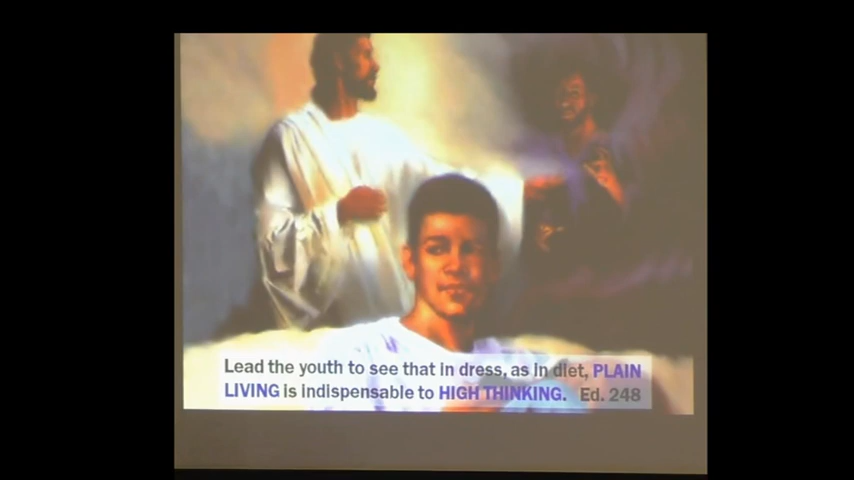 Lead the youth to see that in dress, as in diet, PLAIN
LIVING is indispensable to HIGH THINKING. Ed. 248